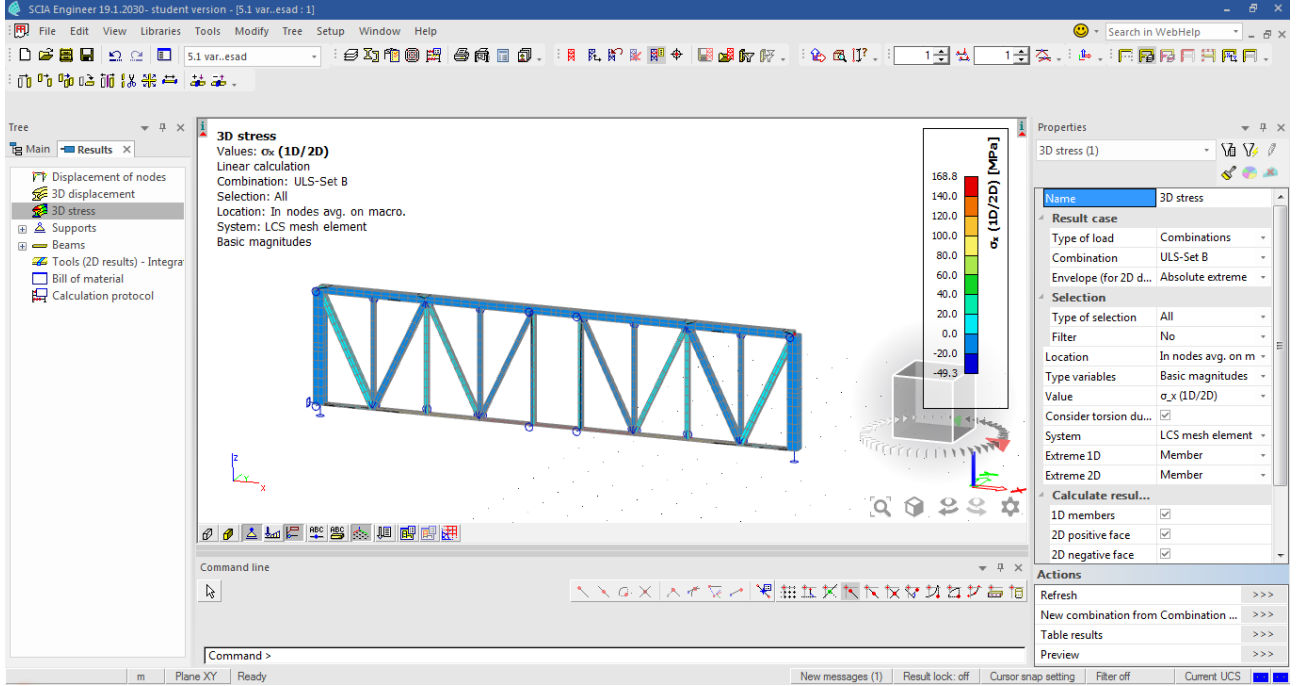 SCIA Engineer 19.1.2030- student version - [5.1 var..esad : 1]
File Edit View Libraries Tools Modify Tree Setup Window Help
Search in WebHelp
5.1 var..esad
1
1
Tree
Main
Results
Displacement of nodes
3D displacement
3D stress
Supports
Beams
Tools (2D results) - Integra
Bill of material
Calculation protocol
3D stress
Values: σx (1D/2D)
Linear calculation
Combination: ULS-Set B
Selection: All
Location: In nodes avg. on macro.
System: LCS mesh element
Basic magnitudes
σx (1D/2D) [MPa]
168.8
140.0
120.0
100.0
80.0
60.0
40.0
20.0
0.0
-20.0
-49.3
z
y
x
ABC
ABC
Command line
Command >
Properties
3D stress (1)
Name 3D stress
Result case
Type of load Combinations
Combination ULS-Set B
Envelope (for 2D d... Absolute extreme
Selection
Type of selection All
Filter No
Location In nodes avg. on m
Type variables Basic magnitudes
Value σ_x (1D/2D)
Consider torsion du...
System LCS mesh element
Extreme 1D Member
Extreme 2D Member
Calculate resul...
1D members
2D positive face
2D negative face
Actions
Refresh >>>
New combination from Combination ... >>>
Table results >>>
Preview >>>
m Plane XY Ready New messages (1) Result lock: off Cursor snap setting Filter off Current UCS